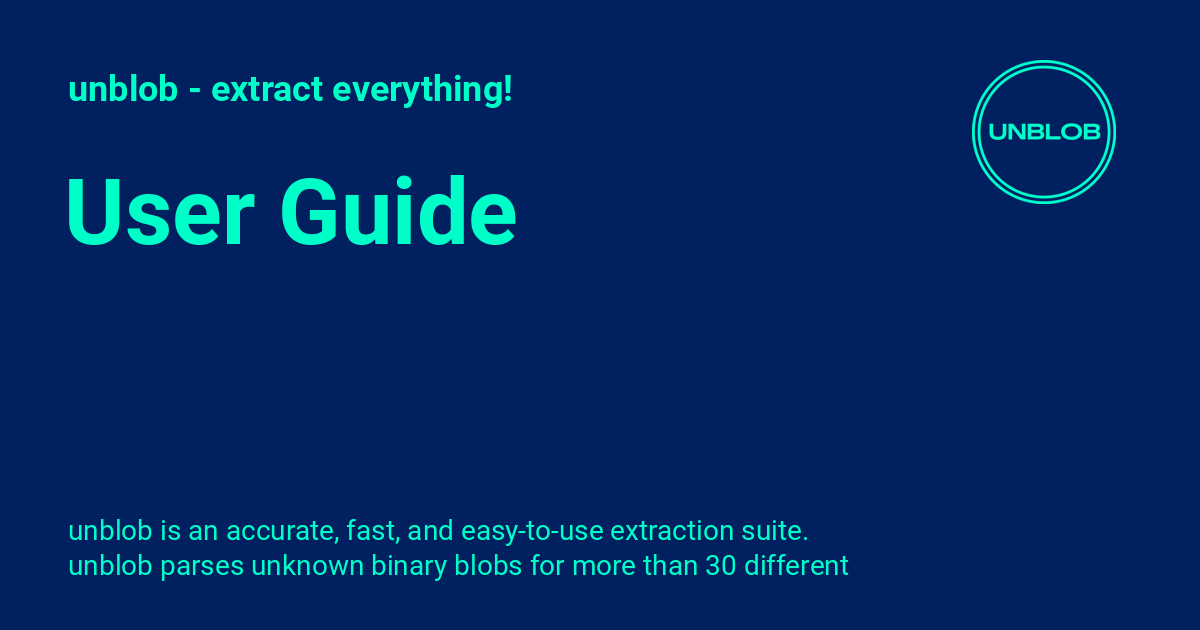 unblob - extract everything!
UNBLOB
User Guide
unblob is an accurate, fast, and easy-to-use extraction suite.
unblob parses unknown binary blobs for more than 30 different